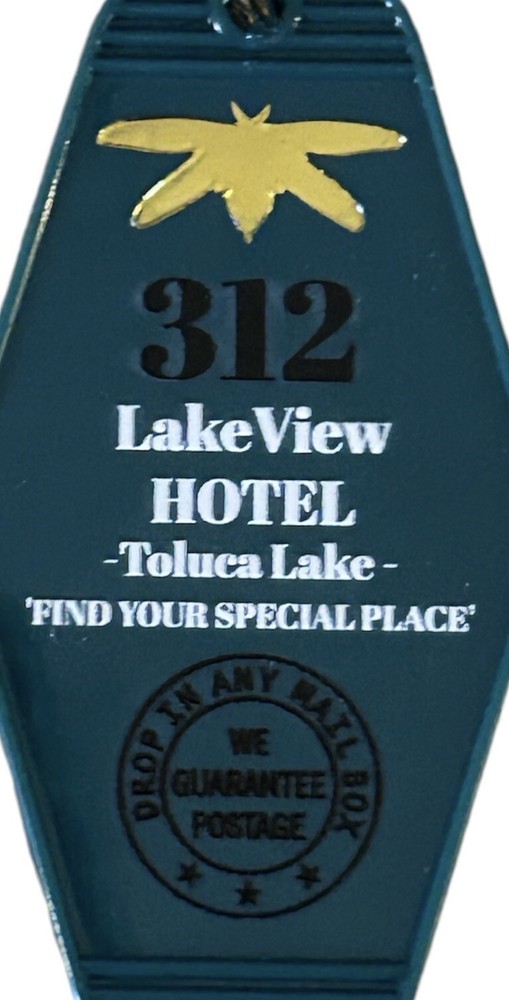 312
LakeView
HOTEL
-Toluca Lake-
'FIND YOUR SPECIAL PLACE'
DROP IN ANY MAIL BOX
WE
GUARANTEE
POSTAGE